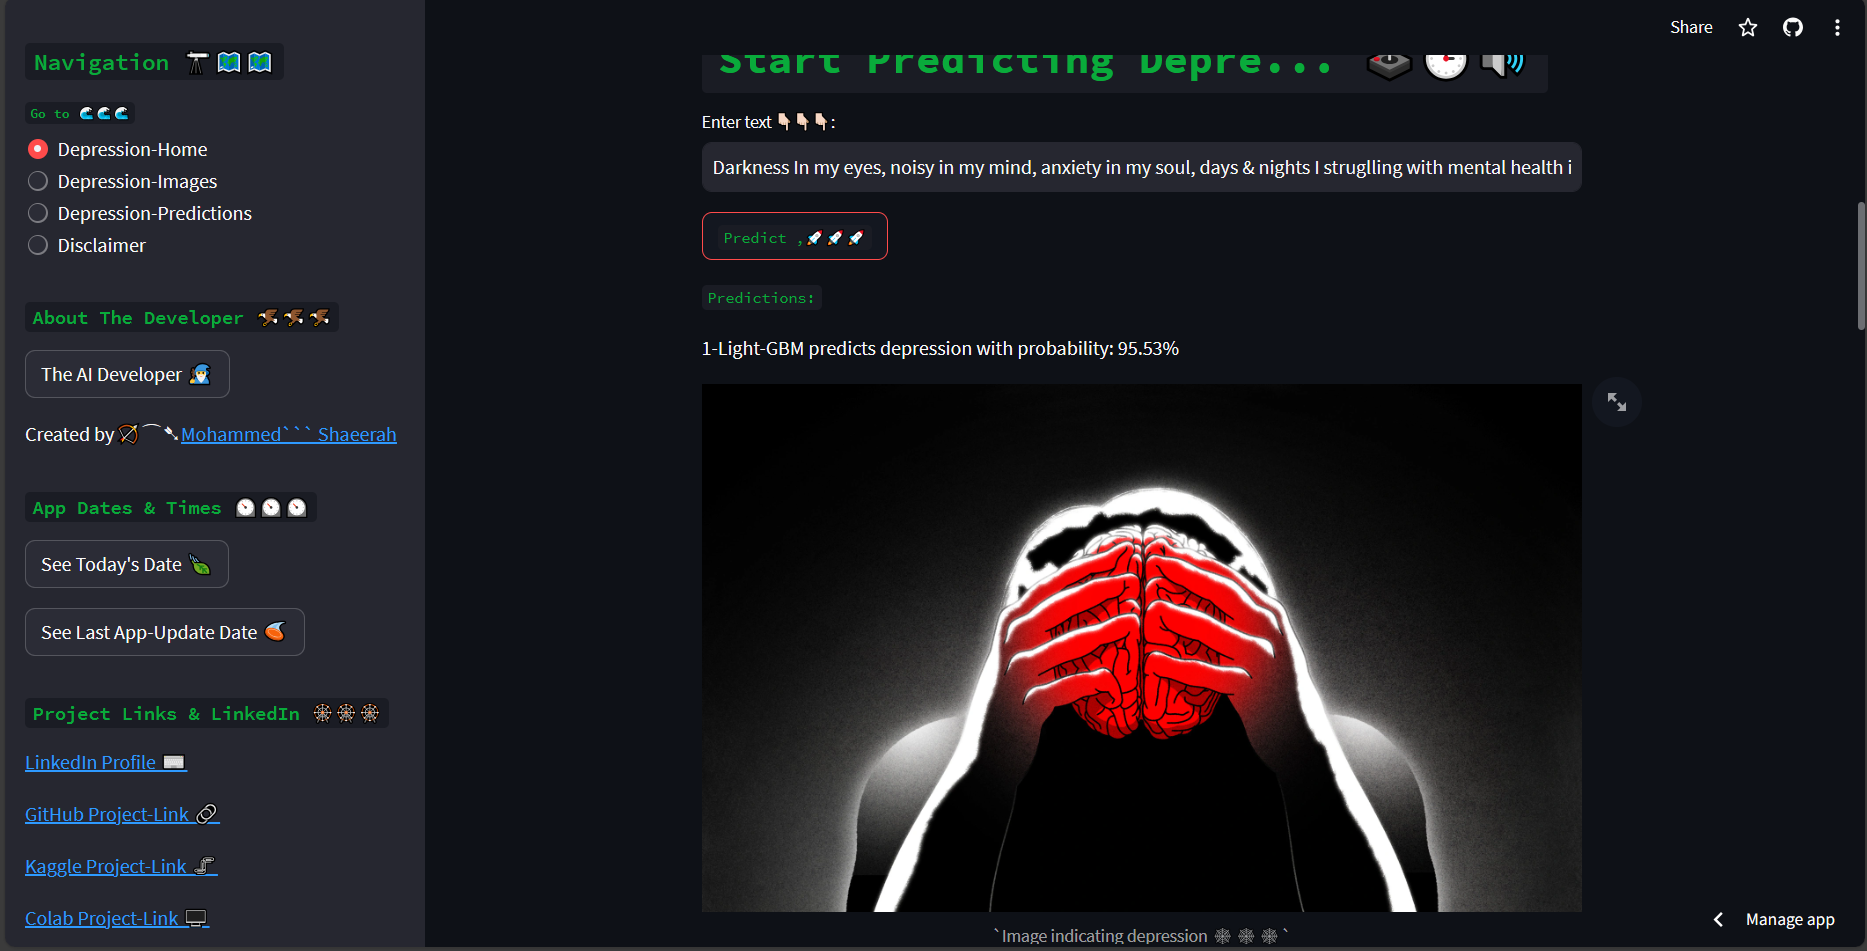 Share
Navigation
Go to
Depression-Home
Depression-Images
Depression-Predictions
Disclaimer
About The Developer
The AI Developer
Created by Mohammed``` Shaeerah
App Dates & Times
See Today's Date
See Last App-Update Date
Project Links & LinkedIn
LinkedIn Profile
GitHub Project-Link
Kaggle Project-Link
Colab Project-Link
Start Predicting Depre...
Enter text :
Darkness In my eyes, noisy in my mind, anxiety in my soul, days & nights I struglling with mental health i
Predict ,
Predictions:
1-Light-GBM predicts depression with probability: 95.53%
`Image indicating depression `
Manage app